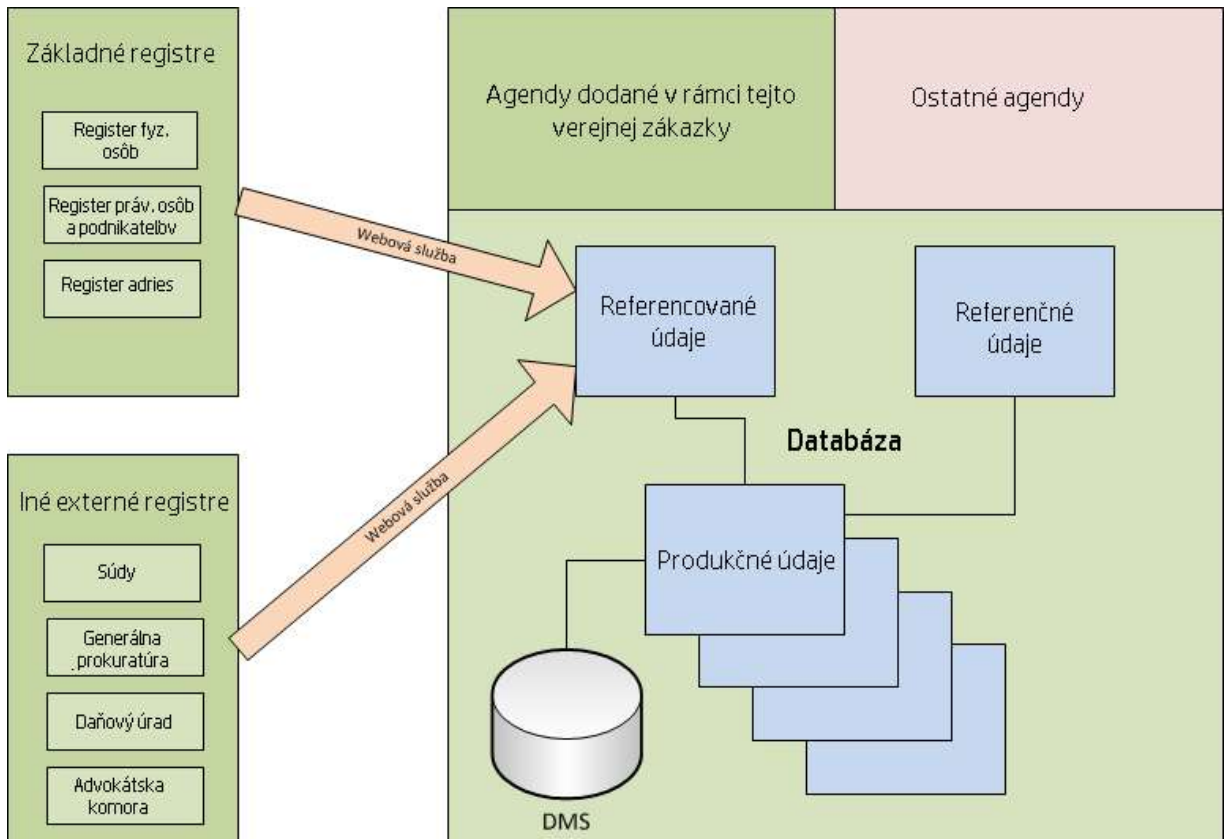 Základné registre
Register fyz.
osôb
Register práv. osôb
a podnikateľov
Register adries
Iné externé registre
Súdy
Generálna
prokuratúra
Daňový úrad
Advokátska
komora
Webová služba
Webová služba
Agendy dodané v rámci tejto
verejnej zákazky
Ostatné agendy
Referencované
údaje
Referenčné
údaje
Databáza
Produkčné údaje
DMS